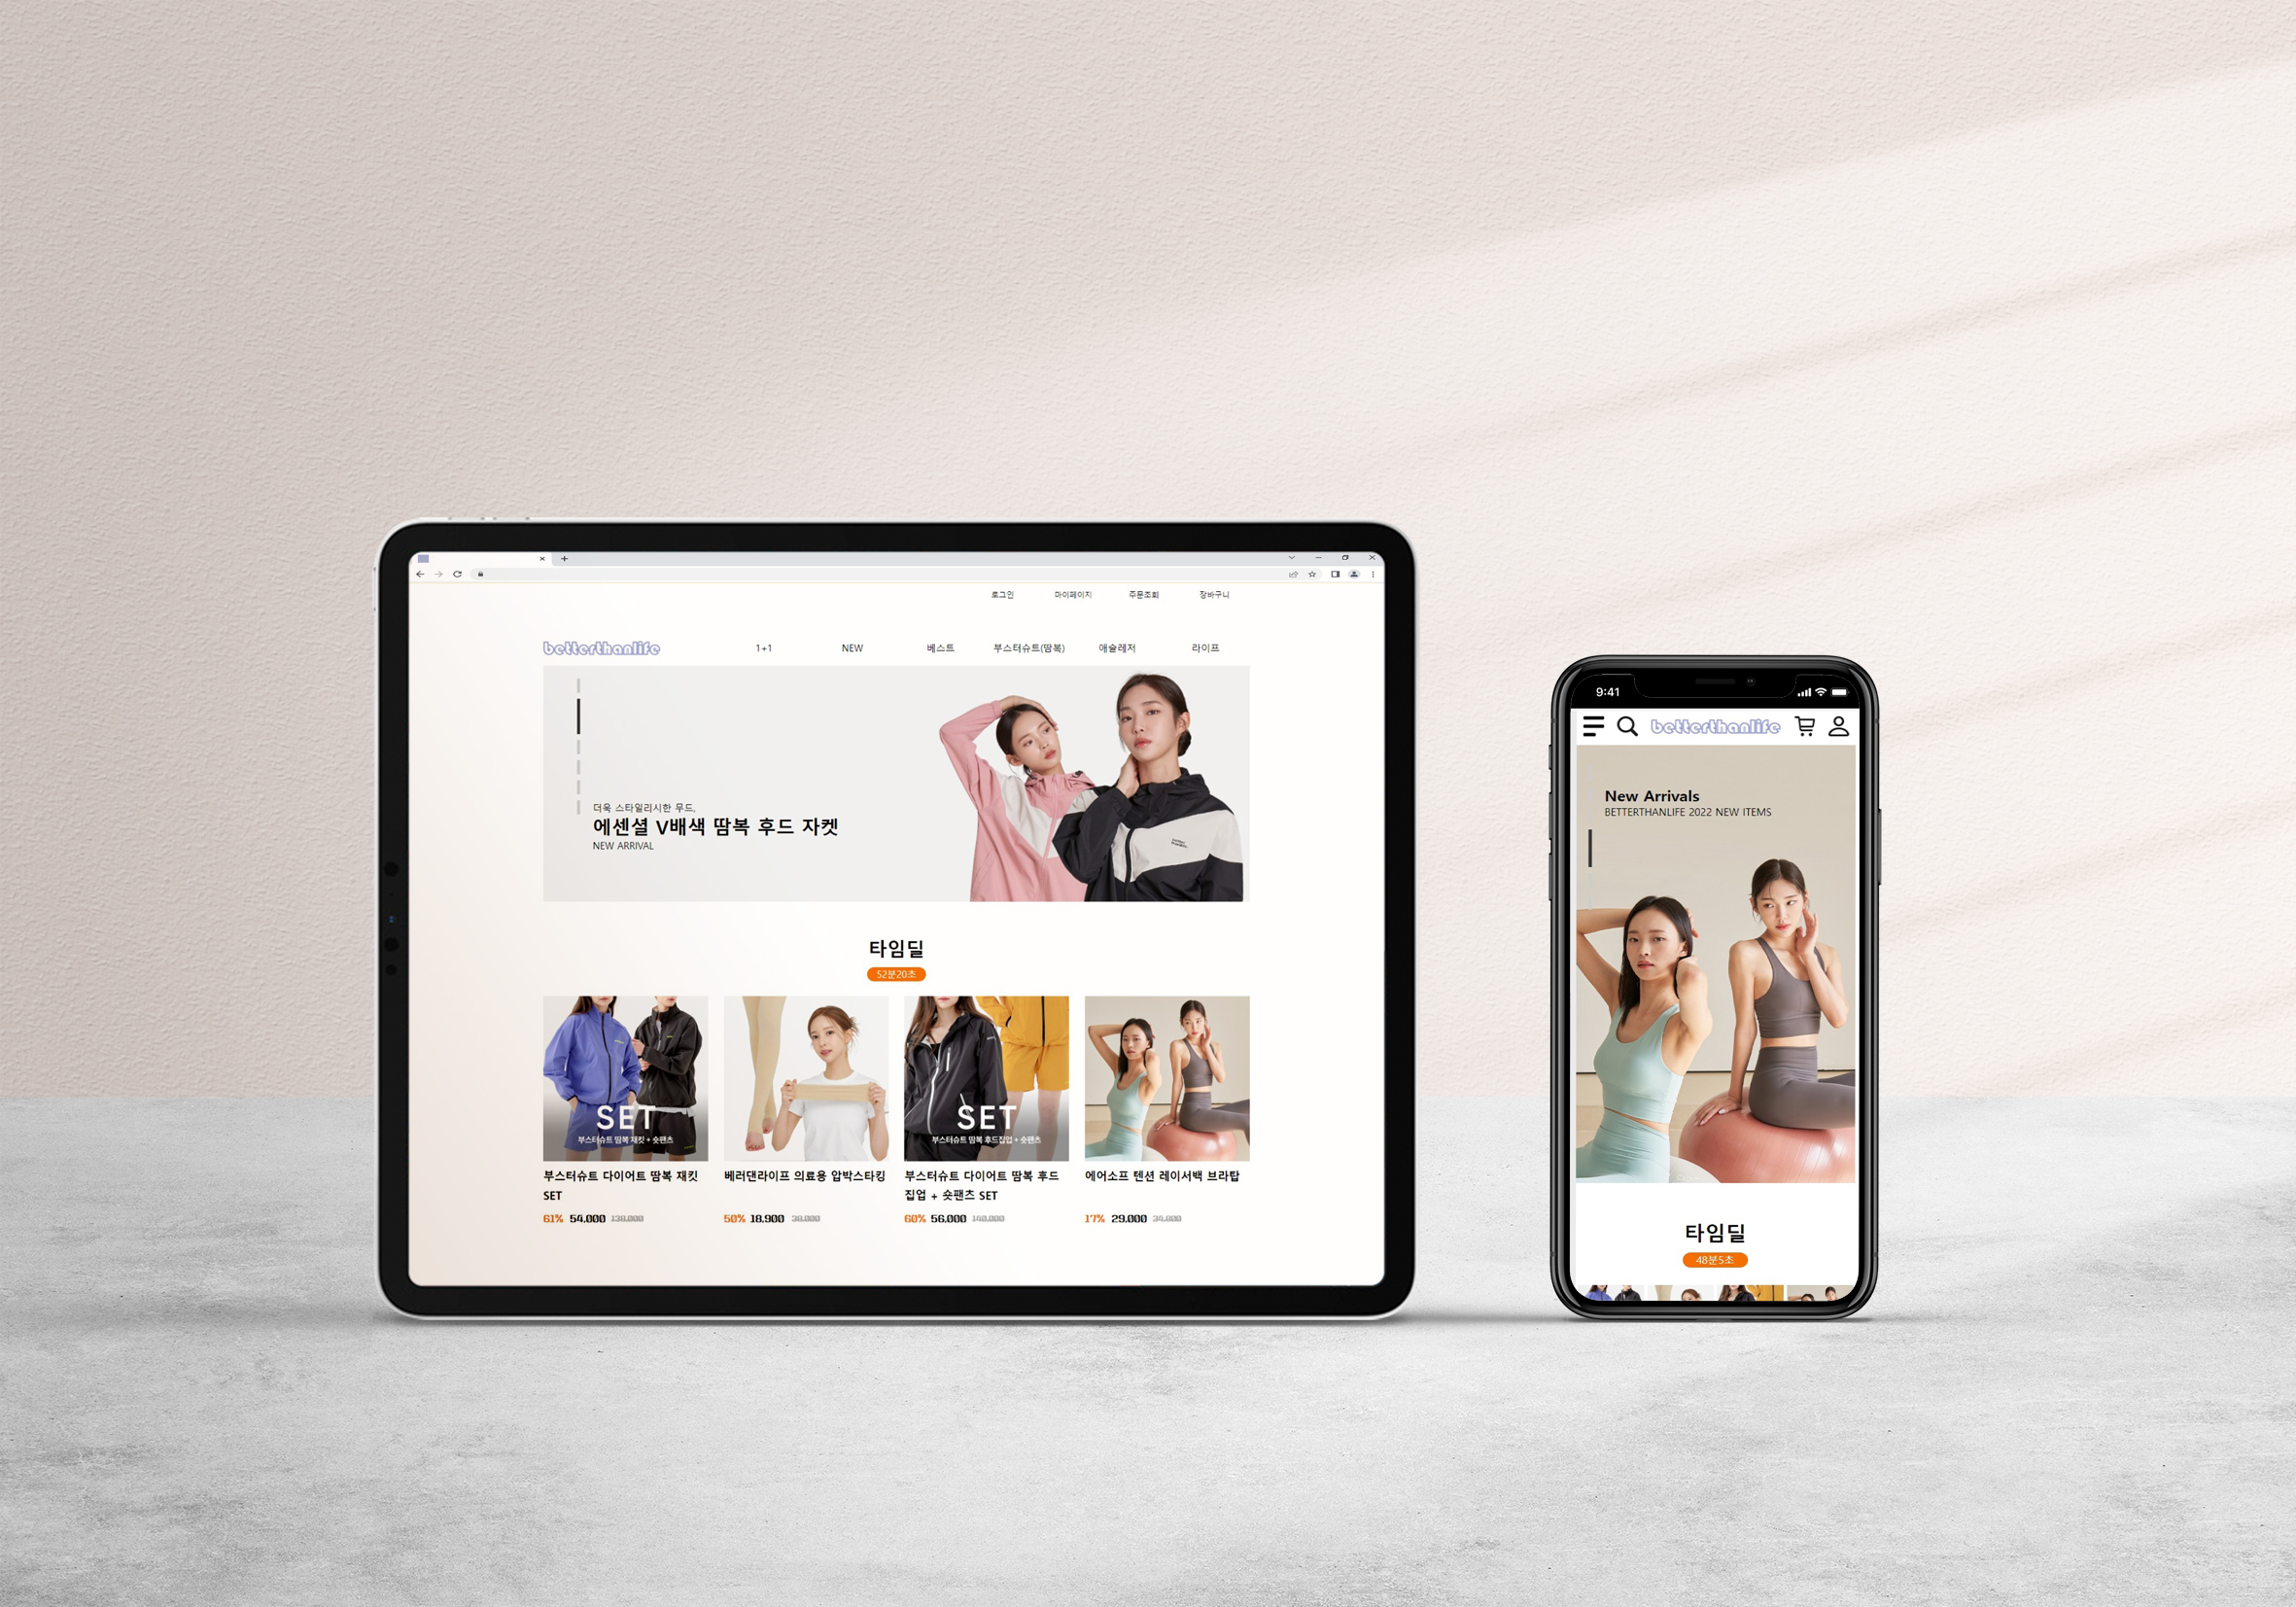 로그인 마이페이지 주문조회 장바구니
betterthanlife 1+1 NEW 베스트 부스터슈트(땀복) 애슬레저 라이프
더욱 스타일리시한 무드,
에센셜 V배색 땀복 후드 자켓
NEW ARRIVAL
타임딜
52분20초
SET
부스터슈트 땀복 재킷 + 숏팬츠
SET
부스터슈트 땀복 후드집업 + 숏팬츠
부스터슈트 다이어트 땀복 재킷
SET
61% 54,000 138,000
베러댄라이프 의료용 압박스타킹
50% 18,900 38,000
부스터슈트 다이어트 땀복 후드
집업 + 숏팬츠 SET
60% 56,000 140,000
에어소프 텐션 레이서백 브라탑
17% 29,000 34,800
9:41
betterthanlife
New Arrivals
BETTERTHANLIFE 2022 NEW ITEMS
타임딜
48분5초